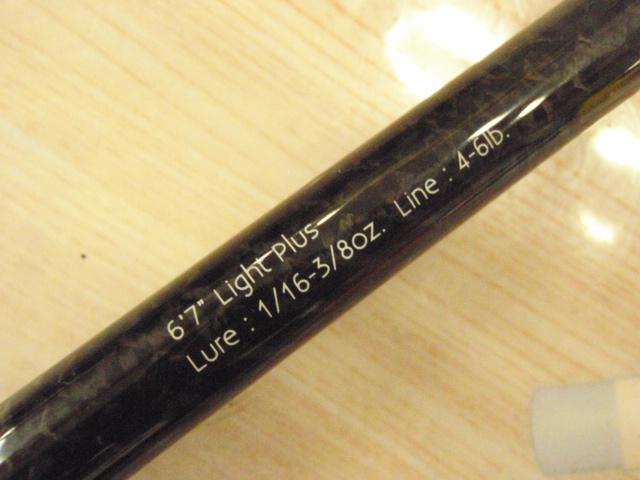 6'7" Light Plus
Lure : 1/16-3/8oz. Line : 4-6lb.